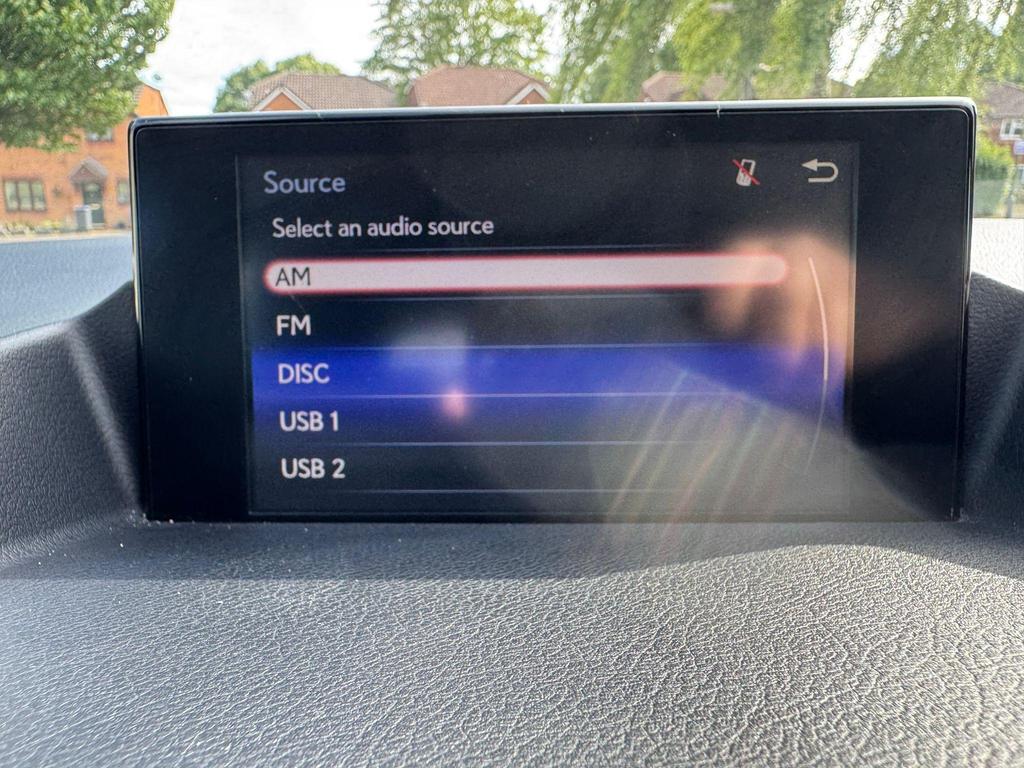 Source
Select an audio source
AM
FM
DISC
USB 1
USB 2